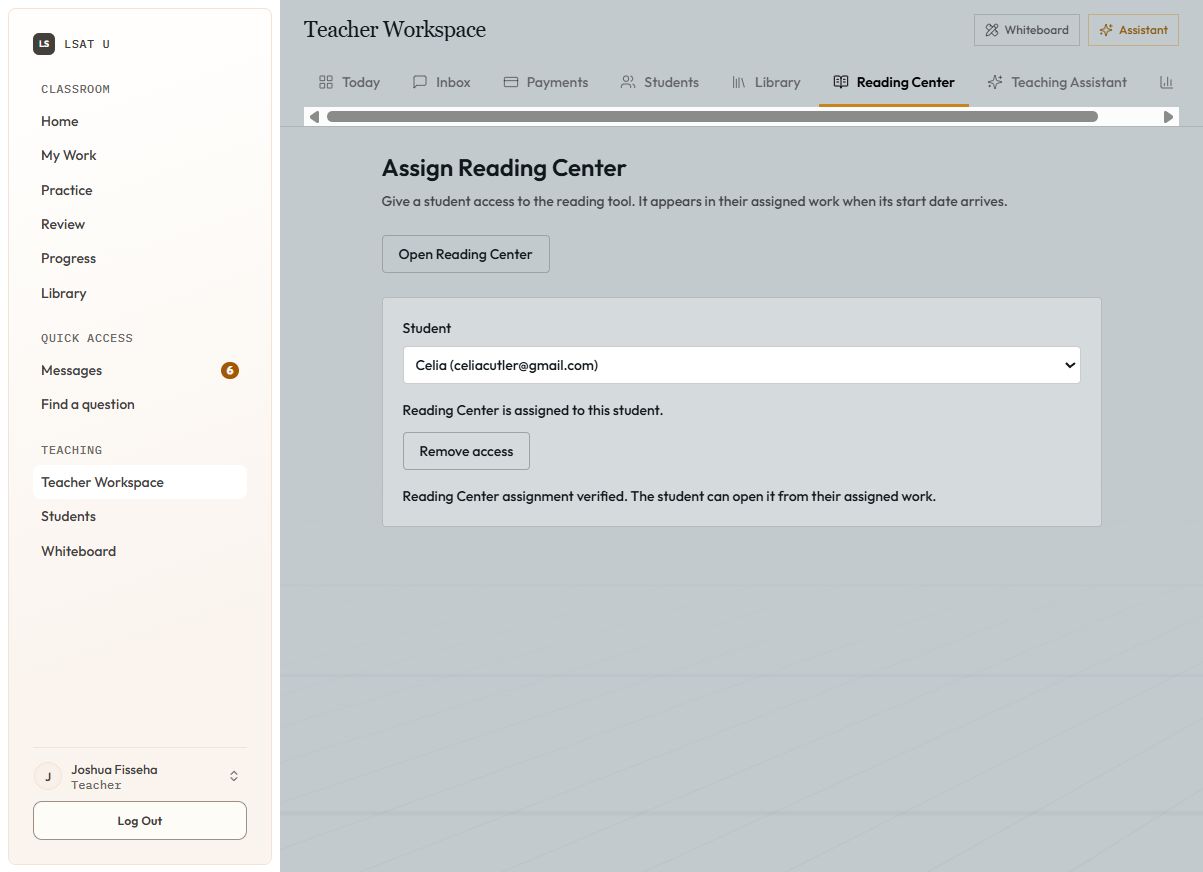 LS LSAT U
CLASSROOM
Home
My Work
Practice
Review
Progress
Library
QUICK ACCESS
Messages 6
Find a question
TEACHING
Teacher Workspace
Students
Whiteboard
J Joshua Fisseha
Teacher
Log Out
Teacher Workspace
Whiteboard Assistant
Today Inbox Payments Students Library Reading Center Teaching Assistant
Assign Reading Center
Give a student access to the reading tool. It appears in their assigned work when its start date arrives.
Open Reading Center
Student
Celia (celiacutler@gmail.com)
Reading Center is assigned to this student.
Remove access
Reading Center assignment verified. The student can open it from their assigned work.